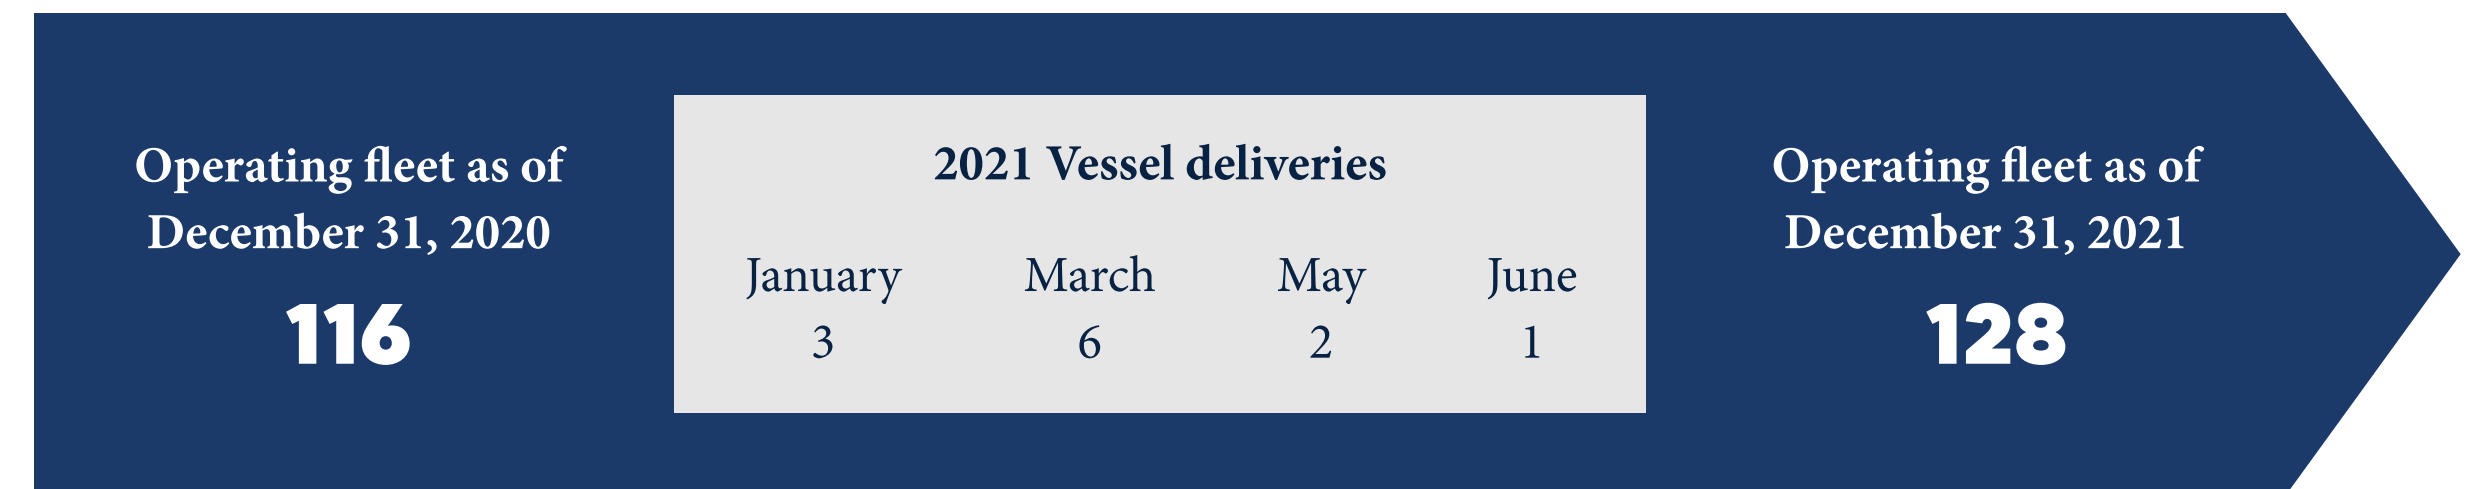 Operating fleet as of
December 31, 2020
116
2021 Vessel deliveries
January March May June
3 6 2 1
Operating fleet as of
December 31, 2021
128